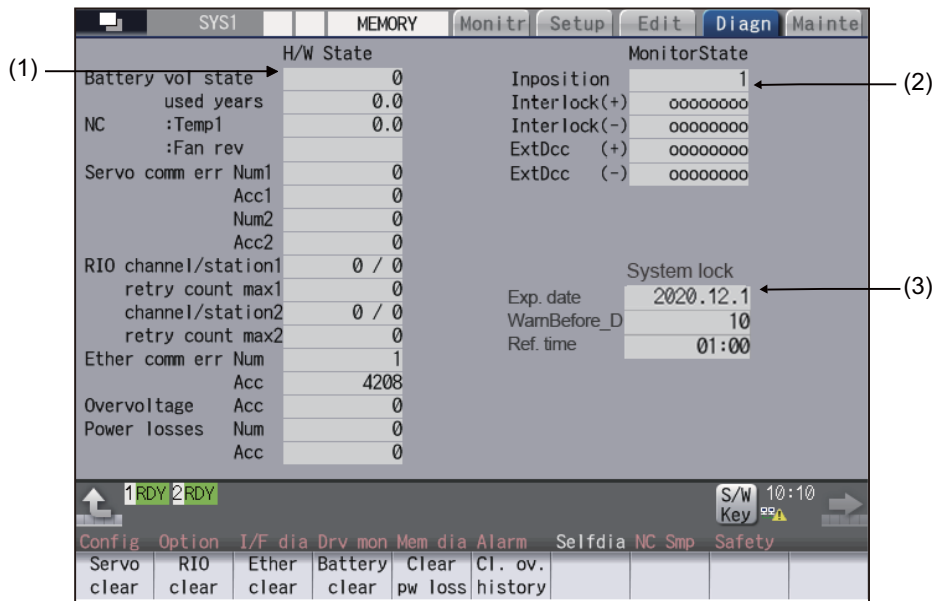 SYS1 MEMORY Monitr Setup Edit Diagn Mainte
H/W State
(1)
Battery vol state 0
used years 0.0
NC :Temp1 0.0
:Fan rev
Servo comm err Num1 0
Acc1 0
Num2 0
Acc2 0
RIO channel/station1 0 / 0
retry count max1 0
channel/station2 0 / 0
retry count max2 0
Ether comm err Num 1
Acc 4208
Overvoltage Acc 0
Power losses Num 0
Acc 0
MonitorState
Inposition 1
(2)
Interlock(+) oooooooo
Interlock(-) oooooooo
ExtDcc (+) oooooooo
ExtDcc (-) oooooooo
System lock
Exp. date 2020.12.1
(3)
WarnBefore_D 10
Ref. time 01:00
1 RDY 2 RDY S/W Key 10:10
Config Option I/F dia Drv mon Mem dia Alarm Selfdia NC Smp Safety
Servo RIO Ether Battery Clear Cl. ov.
clear clear clear clear pw loss history